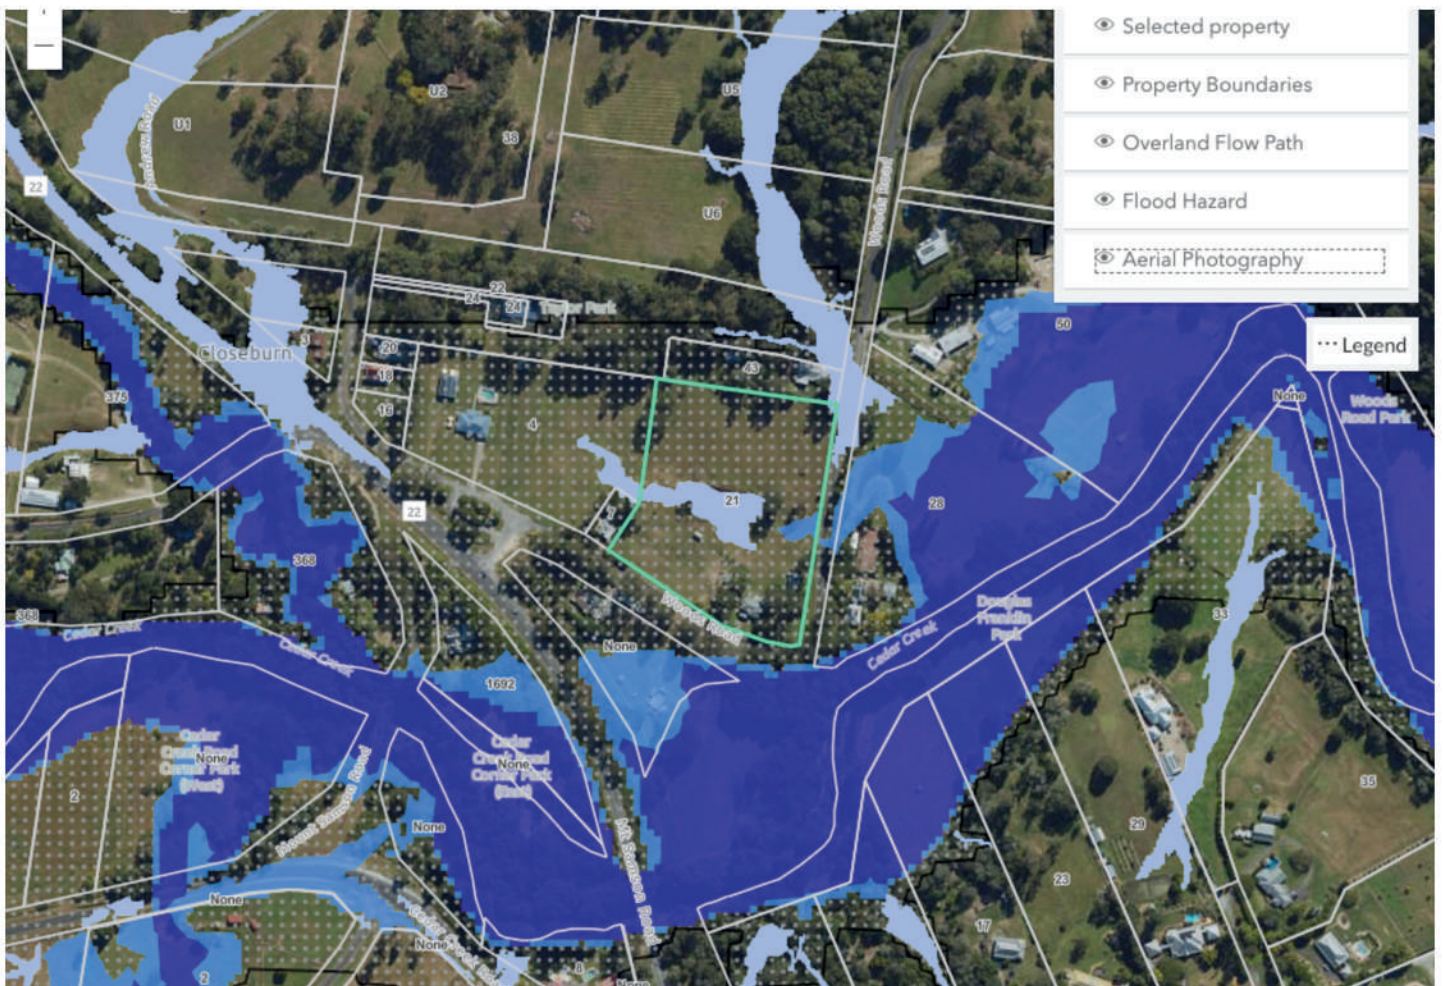 Selected property
Property Boundaries
Overland Flow Path
Flood Hazard
Aerial Photography
Legend
U2
U5
U1
38
Andrew Road
22
Woods Road
U6
22
24
24
Taylor Park
50
3
20
Closeburn
43
18
None
Woods
Road Park
375
16
4
21
28
22
368
Douglas
Franklin
Park
Woods Road
33
368
Cedar Creek
Cedar Creek
Cedar Creek
None
1692
Cedar
Creek Road
Corner Park
(West)
None
Cedar
Creek Road
Corner Park
(East)
None
35
2
Mount Samson Road
None
29
Mt Samson Road
23
None
17
None
8
2
None